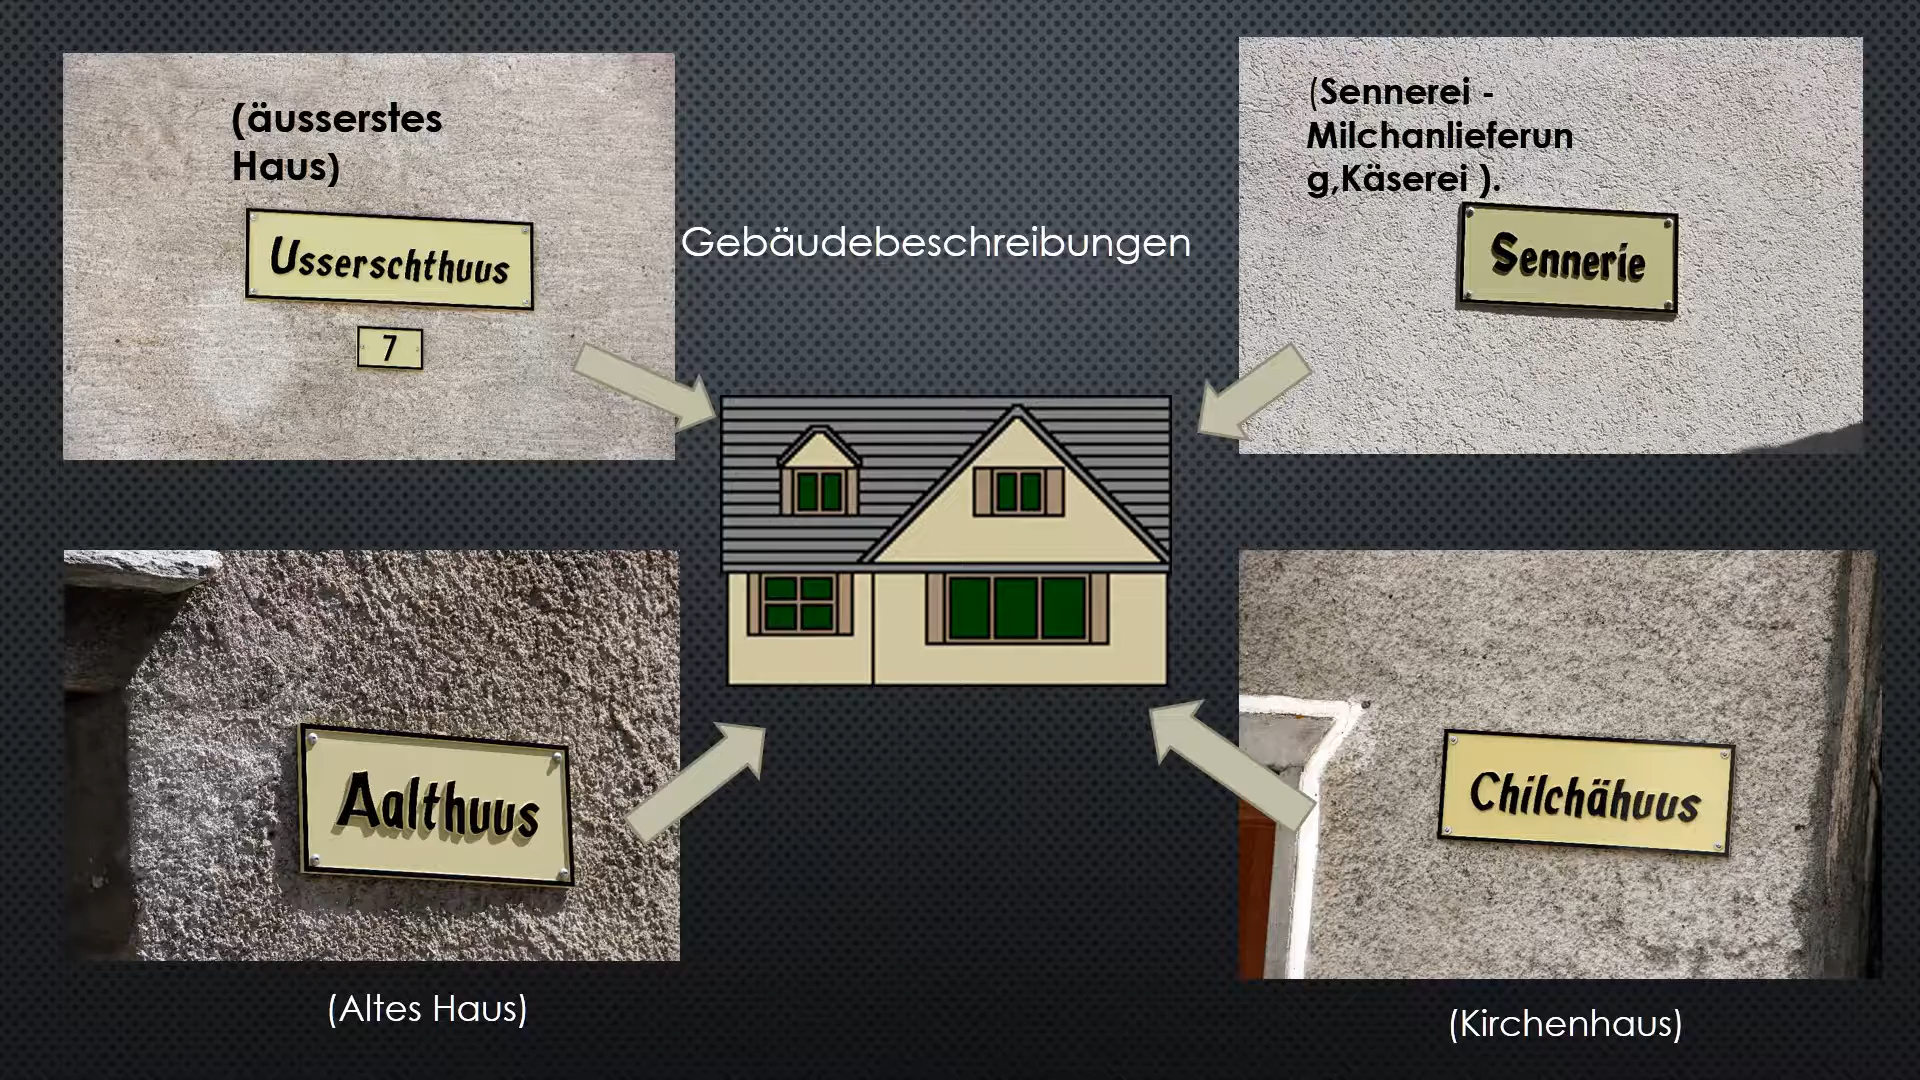 (äusserstes
Haus)
Usserschthuus
7
Gebäudebeschreibungen
(Sennerei -
Milchanlieferun
g,Käserei ).
Sennerie
Aalthuus
(Altes Haus)
Chilchähuus
(Kirchenhaus)